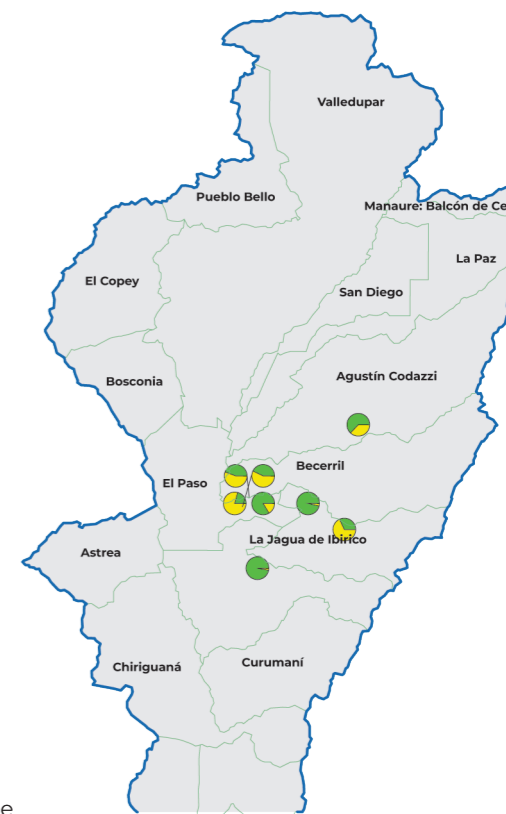 Valledupar
Pueblo Bello
Manaure: Balcón de Ce
La Paz
El Copey
San Diego
Agustín Codazzi
Bosconia
Becerril
El Paso
La Jagua de Ibirico
Astrea
Curumaní
Chiriguaná
e